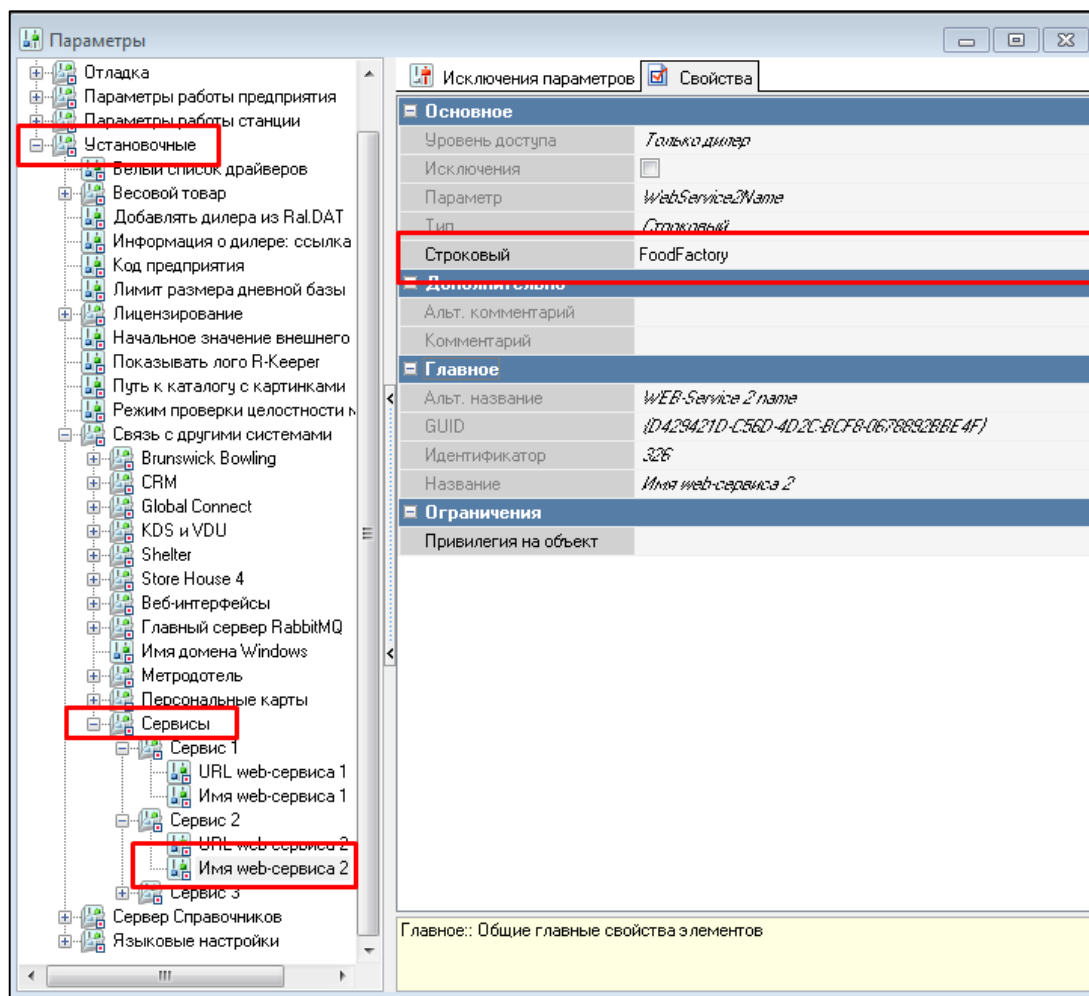 Параметры
Отладка
Параметры работы предприятия
Параметры работы станции
Установочные
Белый список драйверов
Весовой товар
Добавлять дилера из Ral.DAT
Информация о дилере: ссылка
Код предприятия
Лимит размера дневной базы
Лицензирование
Начальное значение внешнего
Показывать лого R-Keeper
Путь к каталогу с картинками
Режим проверки целостности
Связь с другими системами
Brunswick Bowling
CRM
Global Connect
KDS и VDU
Shelter
Store House 4
Веб-интерфейсы
Главный сервер RabbitMQ
Имя домена Windows
Метродотель
Персональные карты
Сервисы
Сервис 1
URL web-сервиса 1
Имя web-сервиса 1
Сервис 2
URL web-сервиса 2
Имя web-сервиса 2
Сервис 3
Сервер Справочников
Языковые настройки
Исключения параметров Свойства
Основное
Уровень доступа Только дилер
Исключения
Параметр WebService2Name
Тип Строковый
Строковый FoodFactory
Дополнительно
Альт. комментарий
Комментарий
Главное
Альт. название WEB-Service 2 name
GUID {D429421D-C56D-4D2C-BCF8-0678892BBE4F}
Идентификатор 326
Название Имя web-сервиса 2
Ограничения
Привилегия на объект
Главное:: Общие главные свойства элементов